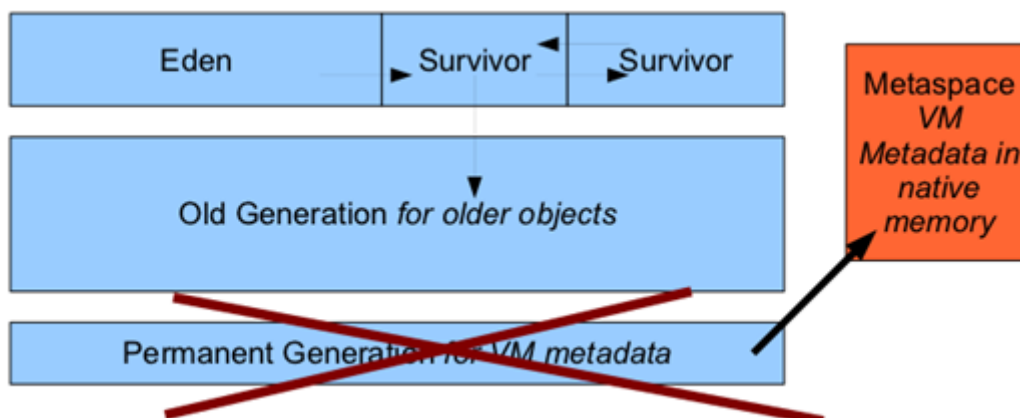 Eden
Survivor
Survivor
Old Generation for older objects
Permanent Generation for VM metadata
Metaspace
VM
Metadata in
native
memory